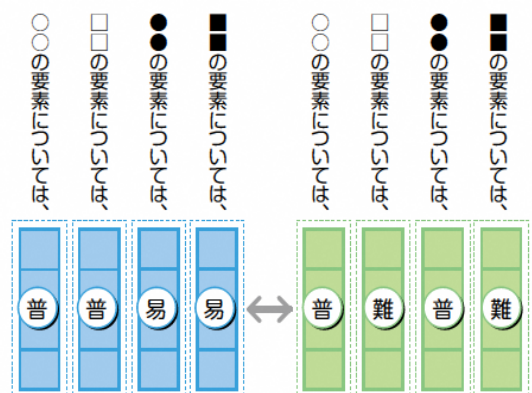 ■■の要素については、
難
●●の要素については、
普
□□の要素については、
難
○○の要素については、
普
■■の要素については、
易
●●の要素については、
易
□□の要素については、
普
○○の要素については、
普